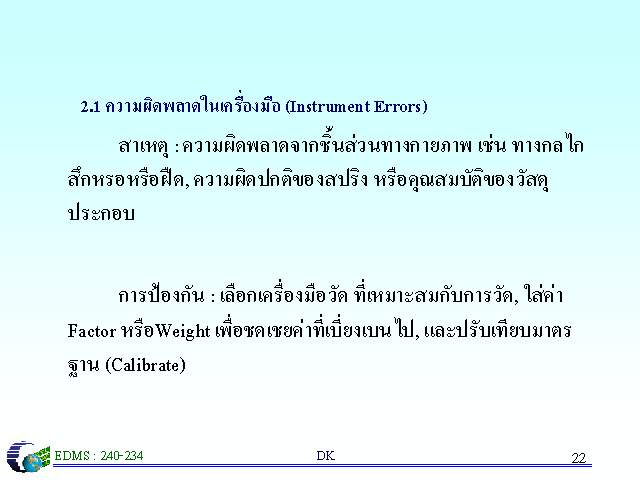 2.1 ความผิดพลาดในเครื่องมือ (Instrument Errors)
สาเหตุ : ความผิดพลาดจากชิ้นส่วนทางกายภาพ เช่น ทางกลไก
สึกหรอหรือฝืด, ความผิดปกติของสปริง หรือคุณสมบัติของวัสดุ
ประกอบ
การป้องกัน : เลือกเครื่องมือวัด ที่เหมาะสมกับการวัด, ใส่ค่า
Factor หรือWeight เพื่อชดเชยค่าที่เบี่ยงเบนไป, และปรับเทียบมาตร
ฐาน (Calibrate)
EDMS : 240-234 DK 22